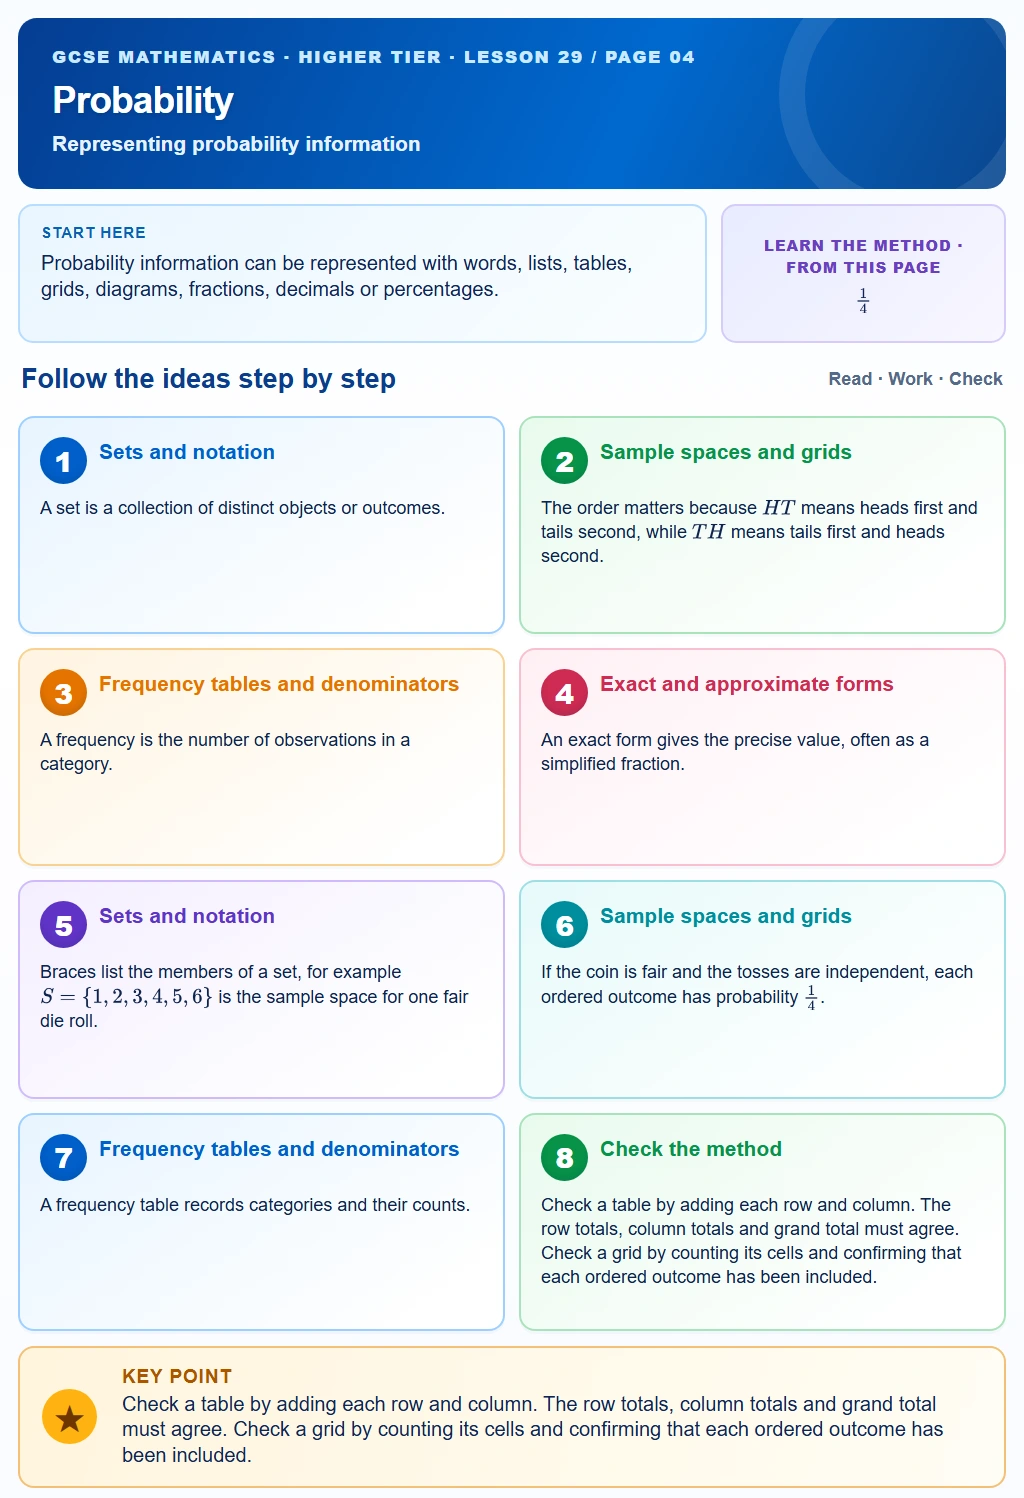 GCSE MATHEMATICS · HIGHER TIER · LESSON 29 / PAGE 04
Probability
Representing probability information
START HERE
Probability information can be represented with words, lists, tables,
grids, diagrams, fractions, decimals or percentages.
LEARN THE METHOD ·
FROM THIS PAGE
1/4
Follow the ideas step by step
Read · Work · Check
1 Sets and notation
A set is a collection of distinct objects or outcomes.
2 Sample spaces and grids
The order matters because HT means heads first and
tails second, while TH means tails first and heads
second.
3 Frequency tables and denominators
A frequency is the number of observations in a
category.
4 Exact and approximate forms
An exact form gives the precise value, often as a
simplified fraction.
5 Sets and notation
Braces list the members of a set, for example
S = {1, 2, 3, 4, 5, 6} is the sample space for one fair
die roll.
6 Sample spaces and grids
If the coin is fair and the tosses are independent, each
ordered outcome has probability 1/4.
7 Frequency tables and denominators
A frequency table records categories and their counts.
8 Check the method
Check a table by adding each row and column. The
row totals, column totals and grand total must agree.
Check a grid by counting its cells and confirming that
each ordered outcome has been included.
KEY POINT
Check a table by adding each row and column. The row totals, column totals and grand total
must agree. Check a grid by counting its cells and confirming that each ordered outcome has
been included.